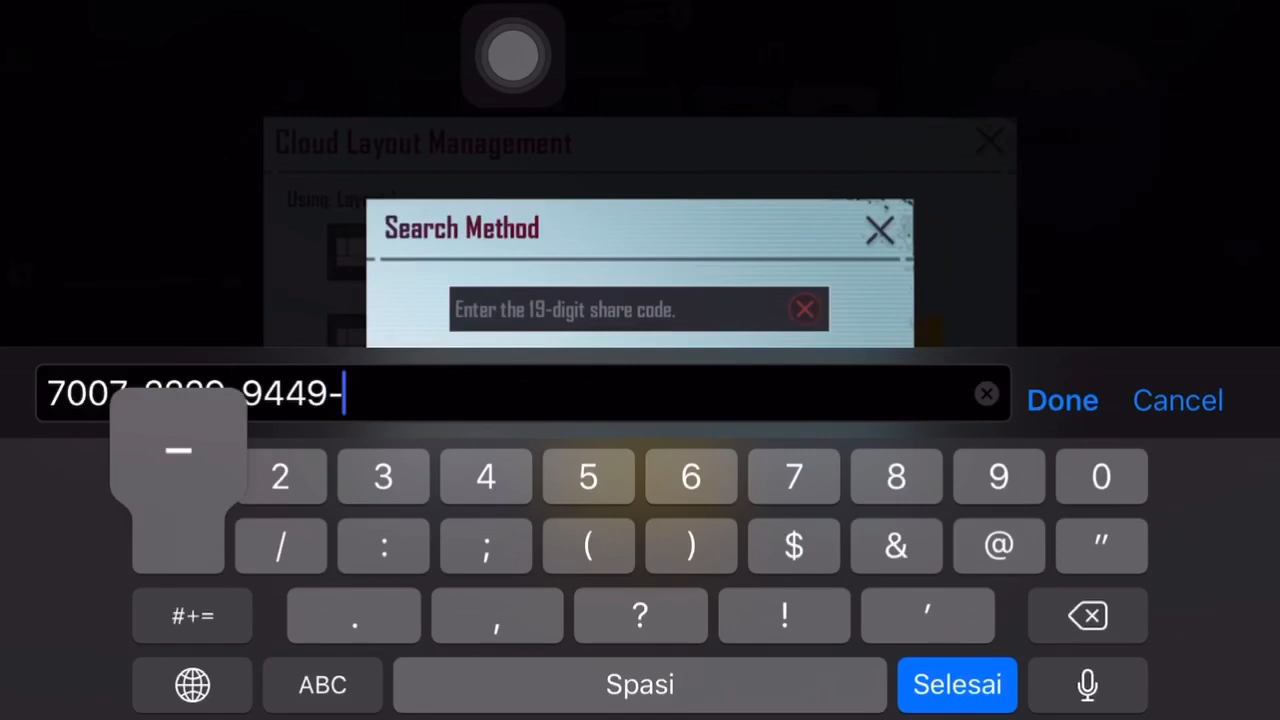 Cloud Layout Management
Using:
Search Method
Enter the 19-digit share code.
9449-
Done
Cancel
-
2 3 4 5 6 7 8 9 0
/ : ; ( ) $ & @ "
#+= . , ? ! ’
ABC Spasi Selesai